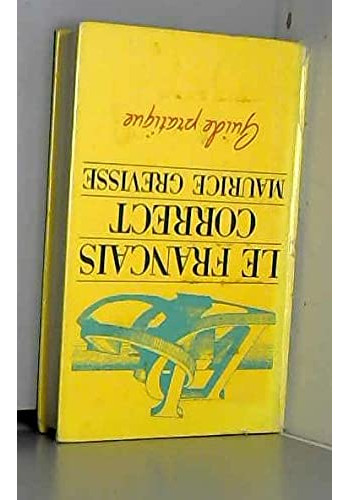 LE FRANCAIS
CORRECT
MAURICE GREVISSE
Guide pratique